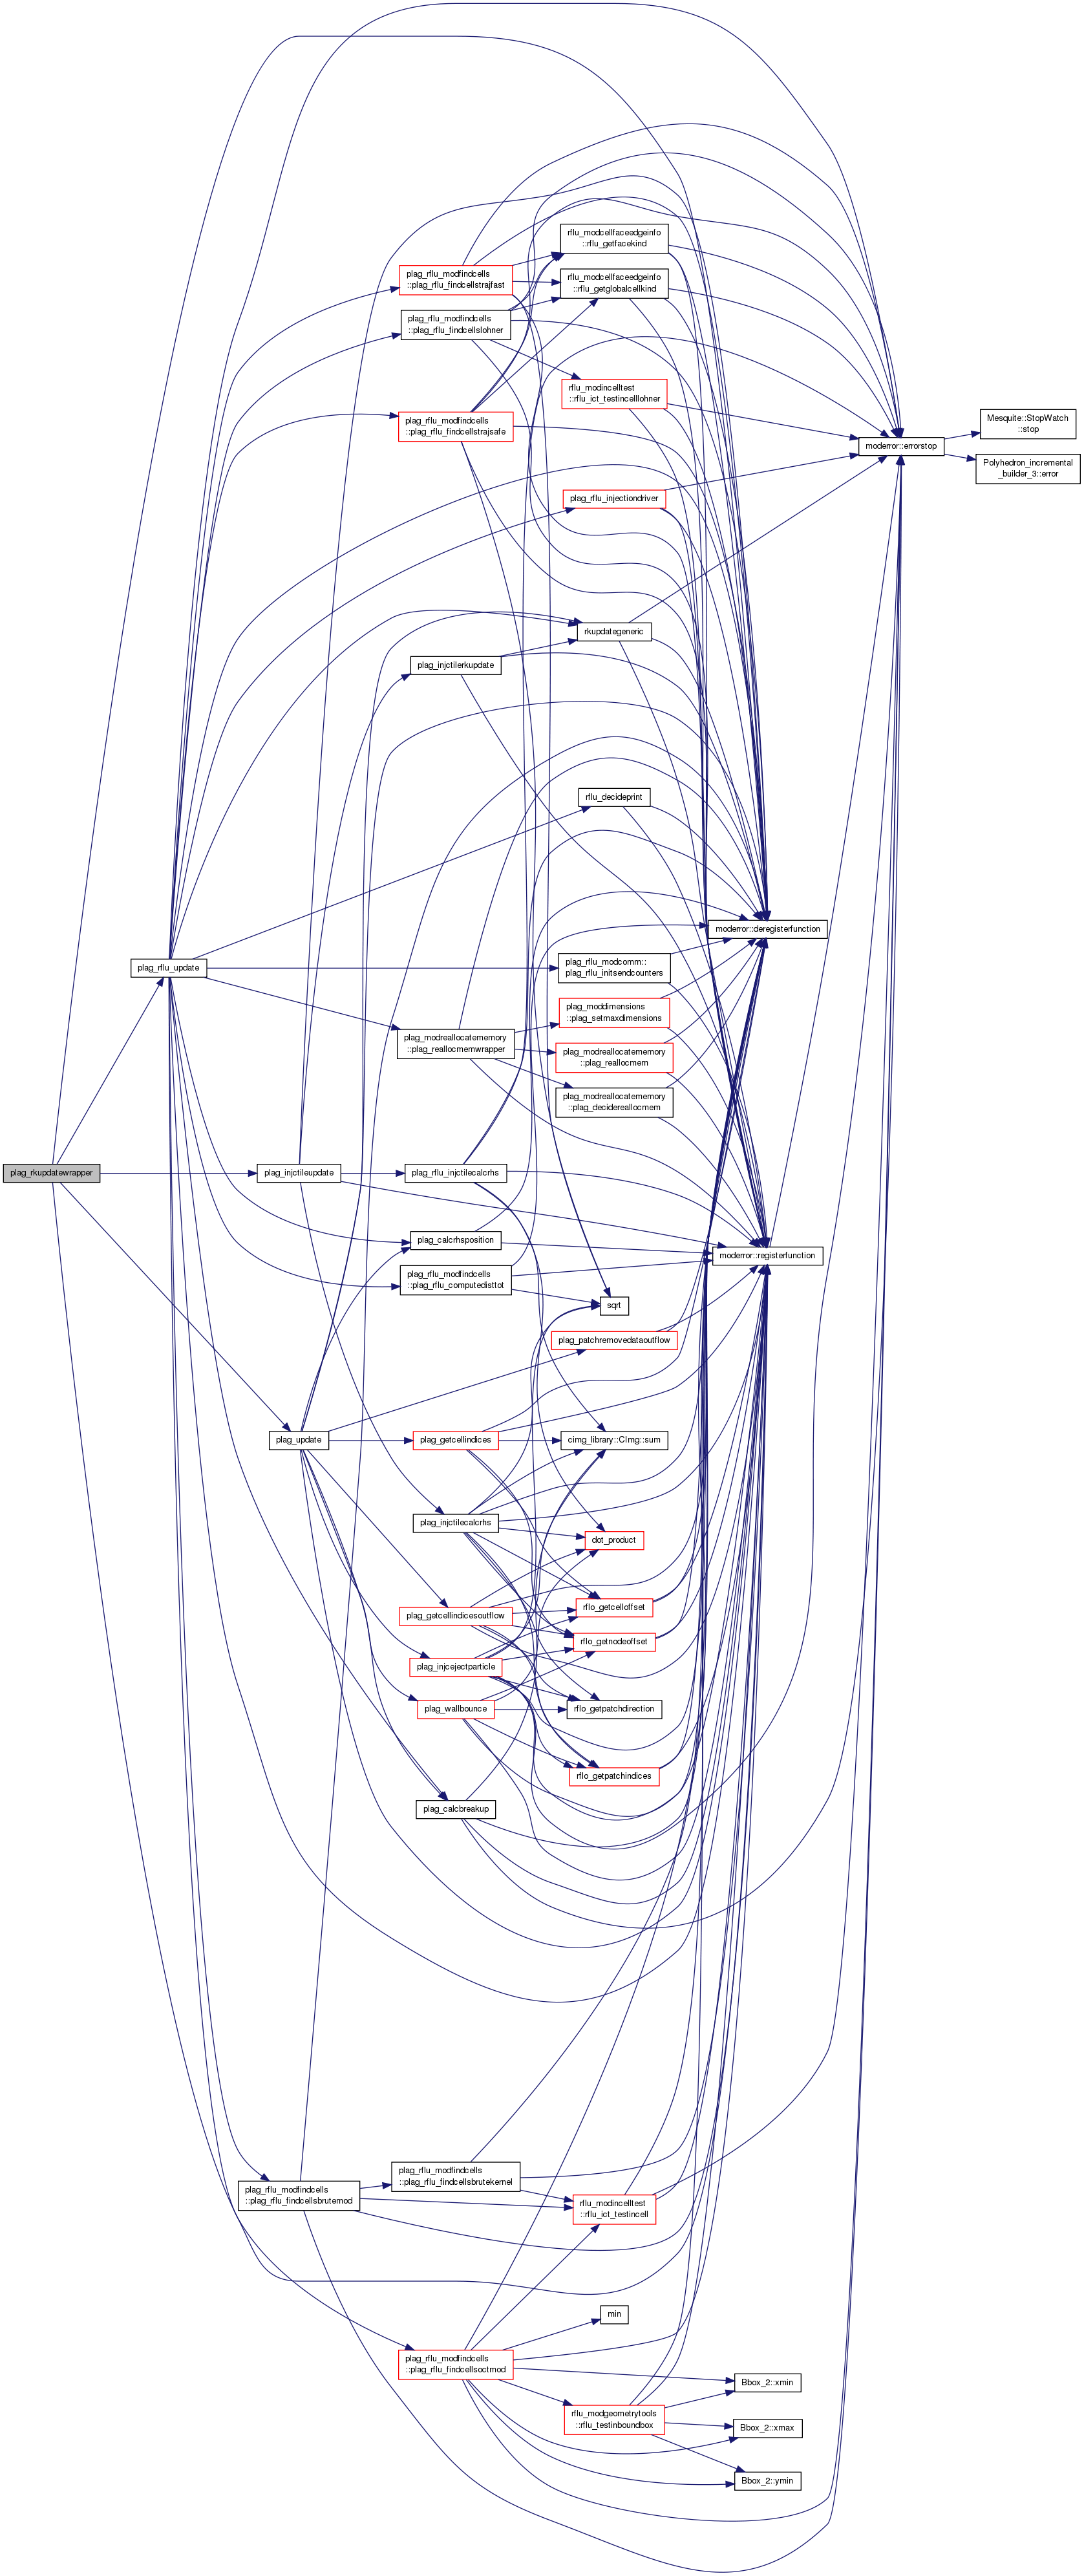 rflu_modcellfaceedgeinfo
::rflu_getfacekind
plag_rflu_modfindcells
::plag_rflu_findcellstrajfast
rflu_modcellfaceedgeinfo
::rflu_getglobalcellkind
plag_rflu_modfindcells
::plag_rflu_findcellslohner
rflu_modincelltest
::rflu_ict_testincelllohner
plag_rflu_modfindcells
::plag_rflu_findcellstrajsafe
Mesquite::StopWatch
::stop
moderror::errorstop
Polyhedron_incremental
_builder_3::error
plag_rflu_injectiondriver
rkupdategeneric
plag_injctilerkupdate
rflu_decideprint
moderror::deregisterfunction
plag_rflu_update
plag_rflu_modcomm::
plag_rflu_initsendcounters
plag_moddimensions
::plag_setmaxdimensions
plag_modreallocatememory
::plag_reallocmemwrapper
plag_modreallocatememory
::plag_reallocmem
plag_modreallocatememory
::plag_decidereallocmem
plag_rkupdatewrapper
plag_injctileupdate
plag_rflu_injctilecalcrhs
plag_calcrhsposition
moderror::registerfunction
plag_rflu_modfindcells
::plag_rflu_computedisttot
sqrt
plag_patchremovedataoutflow
plag_update
plag_getcellindices
cimg_library::CImg::sum
plag_injctilecalcrhs
dot_product
rflo_getcelloffset
plag_getcellindicesoutflow
rflo_getnodeoffset
plag_injcejectparticle
plag_wallbounce
rflo_getpatchdirection
rflo_getpatchindices
plag_calcbreakup
plag_rflu_modfindcells
::plag_rflu_findcellsbrutekernel
plag_rflu_modfindcells
::plag_rflu_findcellsbrutemod
rflu_modincelltest
::rflu_ict_testincell
min
plag_rflu_modfindcells
::plag_rflu_findcellsoctmod
Bbox_2::xmin
rflu_modgeometrytools
::rflu_testinboundbox
Bbox_2::xmax
Bbox_2::ymin